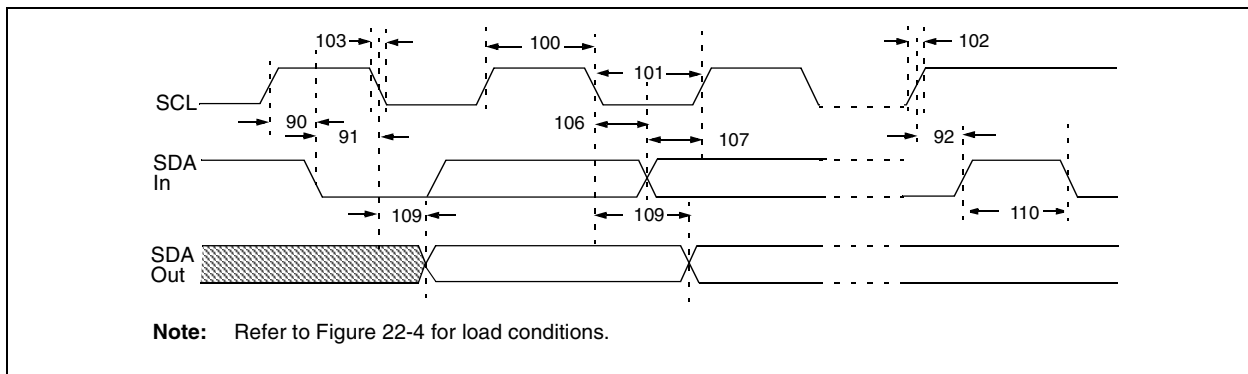 103
100
102
101
SCL
90
91
106
107
92
SDA
In
109
109
110
SDA
Out
Note: Refer to Figure 22-4 for load conditions.